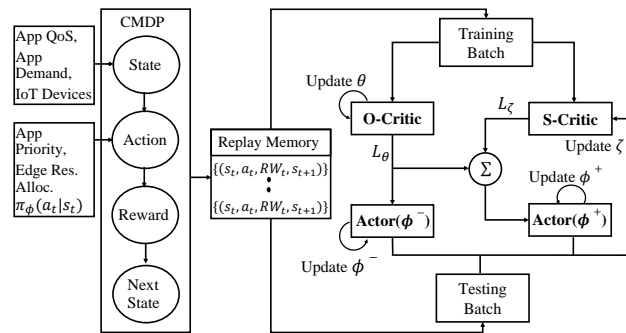 App QoS,
App
Demand,
IoT Devices
App
Priority,
Edge Res.
Alloc.
π_ϕ(a_t|s_t)
CMDP
State
Action
Reward
Next
State
Replay Memory
{(s_t, a_t, RW_t, s_{t+1})}
{(s_t, a_t, RW_t, s_{t+1})}
Training
Batch
Update θ
O-Critic
L_θ
L_ζ
S-Critic
Update ζ
Σ
Update ϕ⁺
Actor(ϕ⁻)
Actor(ϕ⁺)
Update ϕ⁻
Testing
Batch